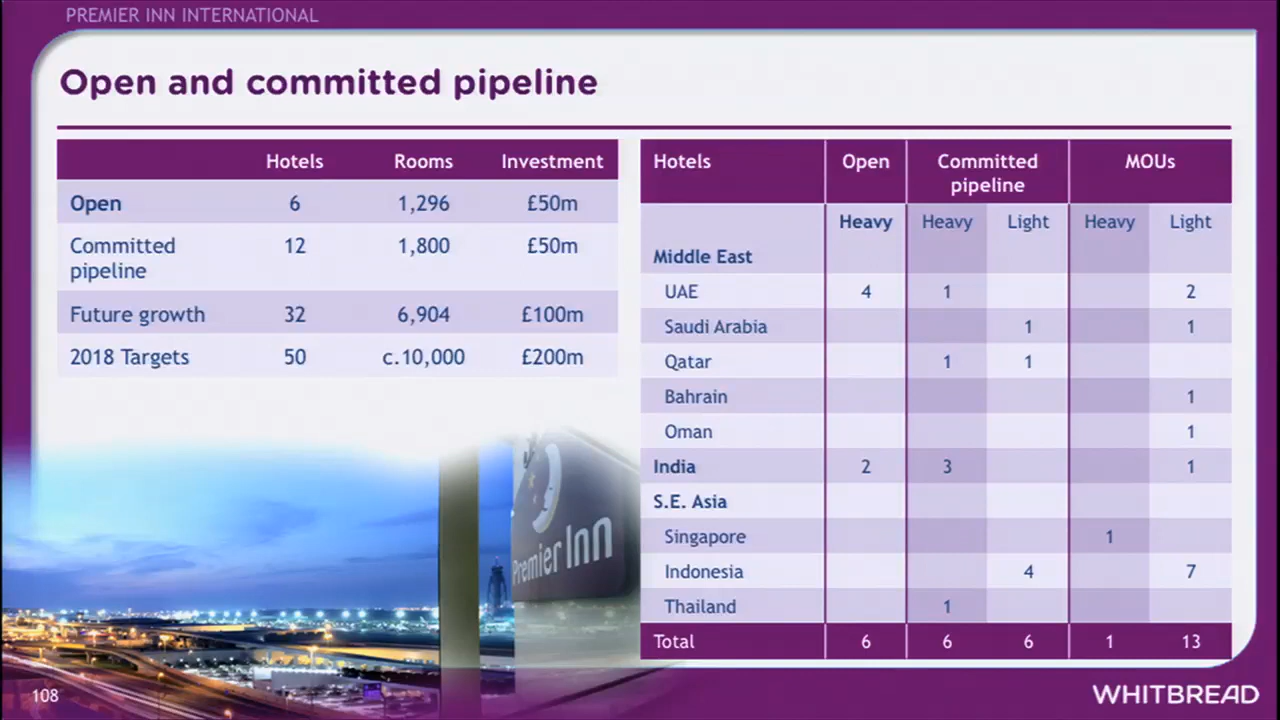 PREMIER INN INTERNATIONAL
Open and committed pipeline
Hotels Rooms Investment
Open 6 1,296 £50m
Committed
pipeline 12 1,800 £50m
Future growth 32 6,904 £100m
2018 Targets 50 c.10,000 £200m
Hotels Open Committed
pipeline MOUs
Heavy Heavy Light Heavy Light
Middle East
UAE 4 1 2
Saudi Arabia 1 1
Qatar 1 1
Bahrain 1
Oman 1
India 2 3 1
S.E. Asia
Singapore 1
Indonesia 4 7
Thailand 1
Total 6 6 6 1 13
Premier Inn
108
WHITBREAD